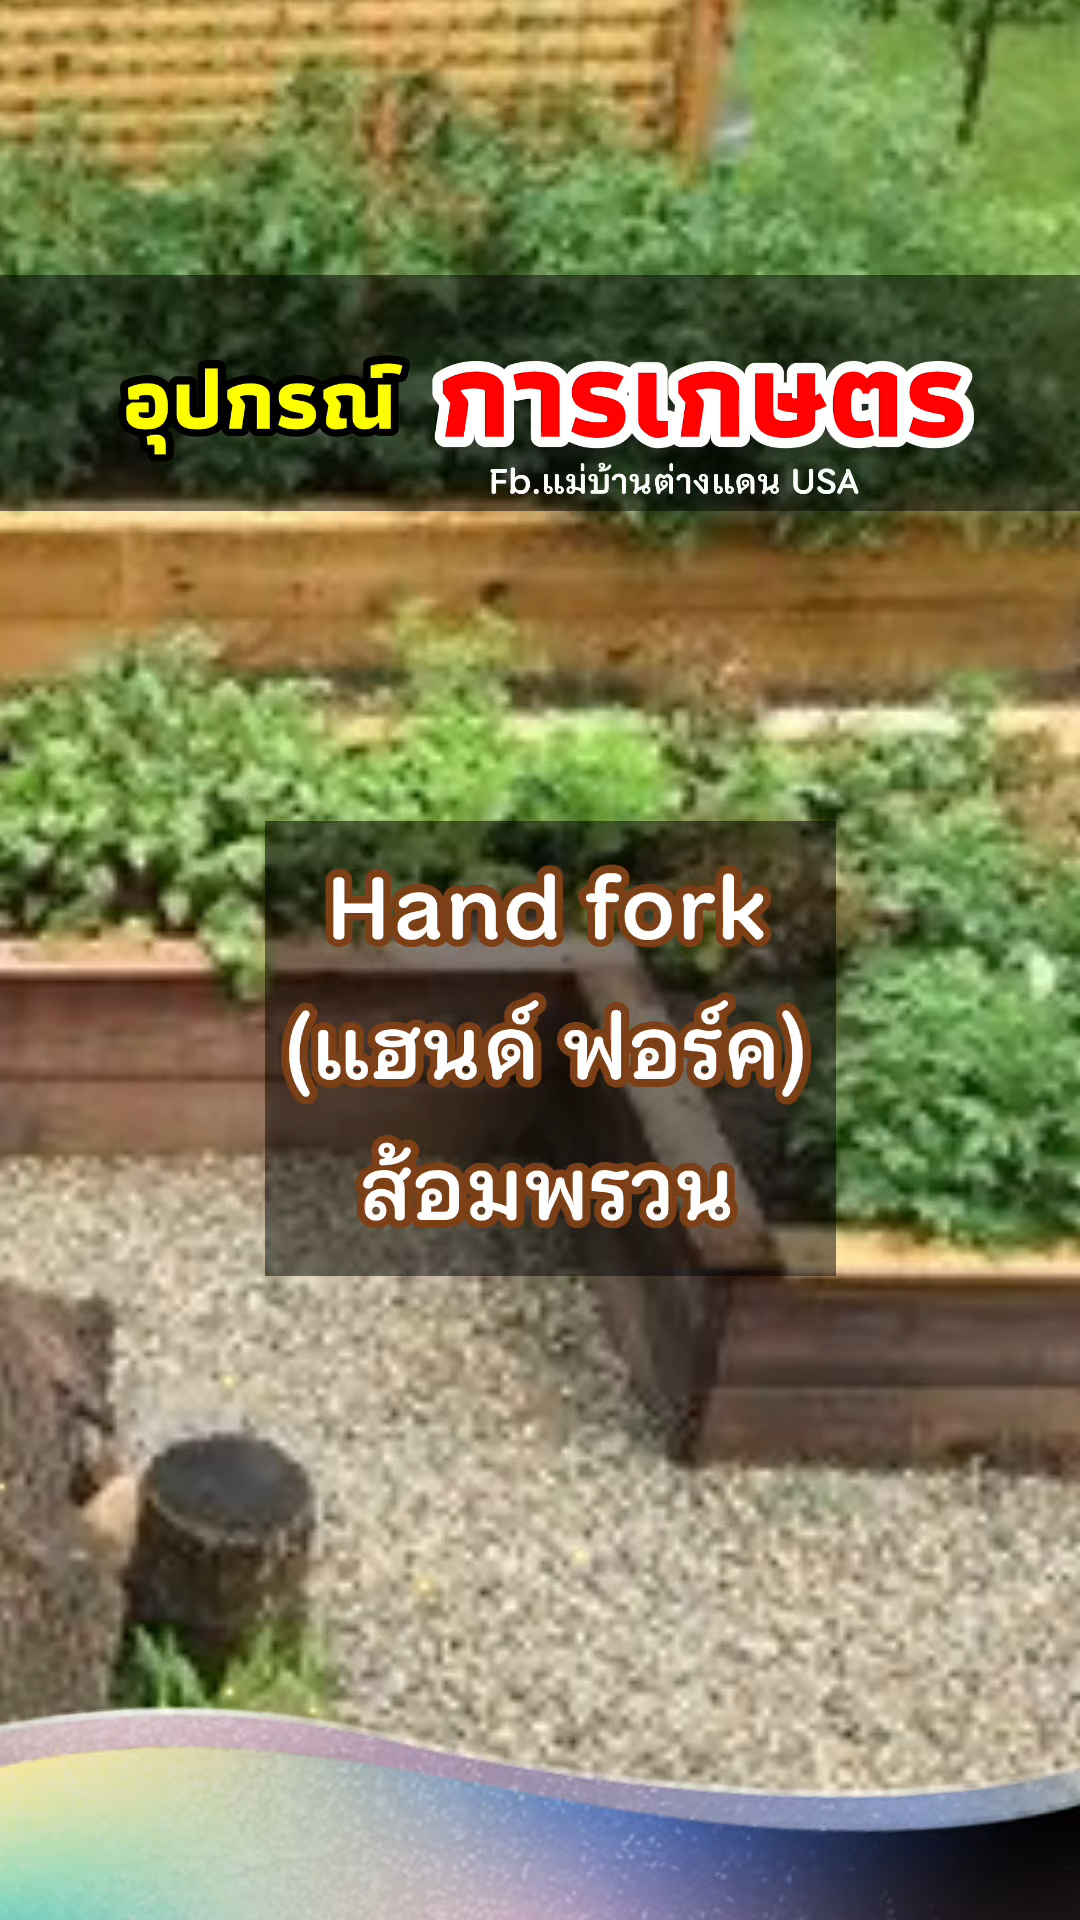 อุปกรณ์ การเกษตร
Fb.แม่บ้านต่างแดน USA
Hand fork
(แฮนด์ ฟอร์ค)
ส้อมพรวน